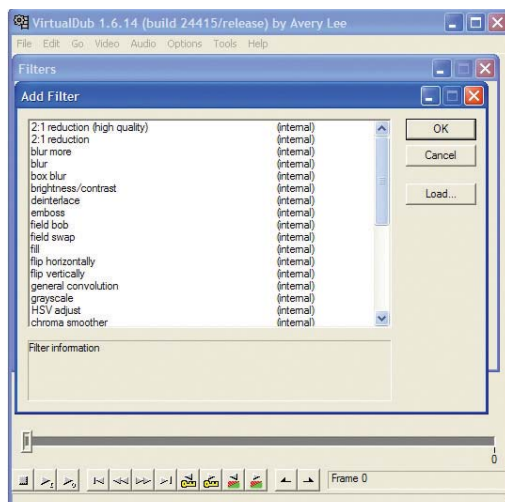 VirtualDub 1.6.14 (build 24415/release) by Avery Lee
File Edit Go Video Audio Options Tools Help
Filters
Add Filter
2:1 reduction (high quality) (internal)
2:1 reduction (internal)
blur more (internal)
blur (internal)
box blur (internal)
brightness/contrast (internal)
deinterlace (internal)
emboss (internal)
field bob (internal)
field swap (internal)
fill (internal)
flip horizontally (internal)
flip vertically (internal)
general convolution (internal)
grayscale (internal)
HSV adjust (internal)
chroma smoother (internal)
OK
Cancel
Load...
Filter information
0
Frame 0